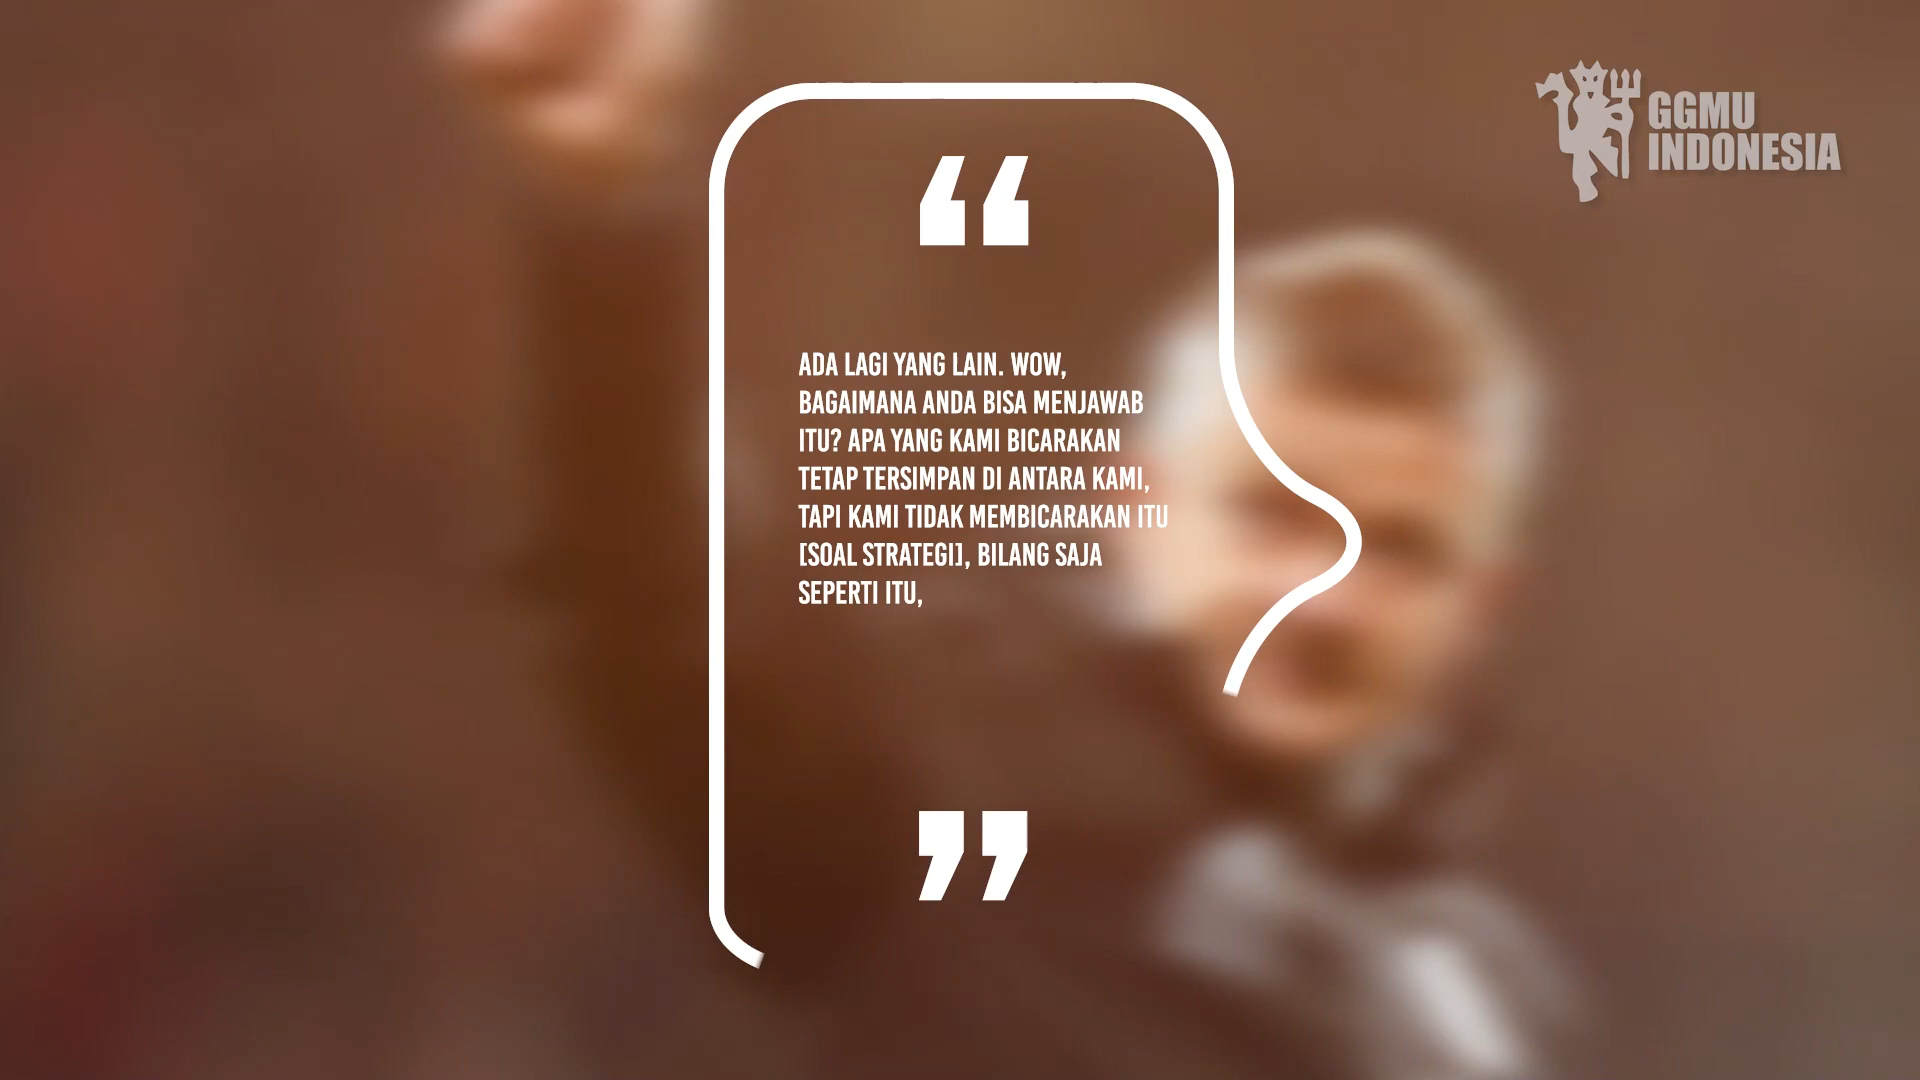 GGMU
INDONESIA
“
ADA LAGI YANG LAIN. WOW,
BAGAIMANA ANDA BISA MENJAWAB
ITU? APA YANG KAMI BICARAKAN
TETAP TERSIMPAN DI ANTARA KAMI,
TAPI KAMI TIDAK MEMBICARAKAN ITU
[SOAL STRATEGI], BILANG SAJA
SEPERTI ITU,
”